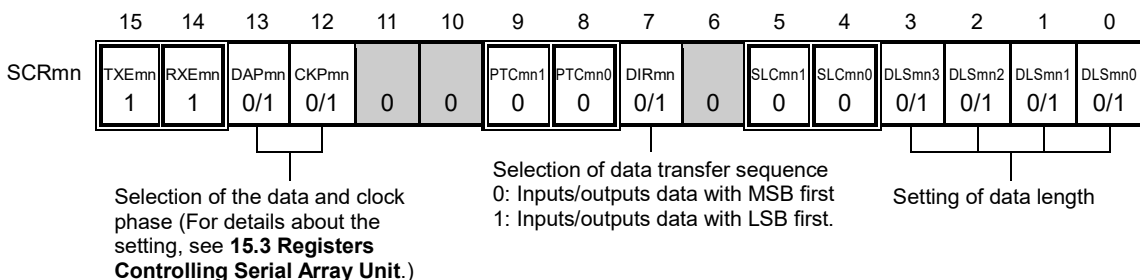 15 14 13 12 11 10 9 8 7 6 5 4 3 2 1 0
SCRmn TXEmn RXEmn DAPmn CKPmn PTCmn1 PTCmn0 DIRmn SLCmn1 SLCmn0 DLSmn3 DLSmn2 DLSmn1 DLSmn0
1 1 0/1 0/1 0 0 0 0 0/1 0 0 0 0/1 0/1 0/1 0/1
Selection of the data and clock
phase (For details about the
setting, see 15.3 Registers
Controlling Serial Array Unit.)
Selection of data transfer sequence
0: Inputs/outputs data with MSB first
1: Inputs/outputs data with LSB first.
Setting of data length